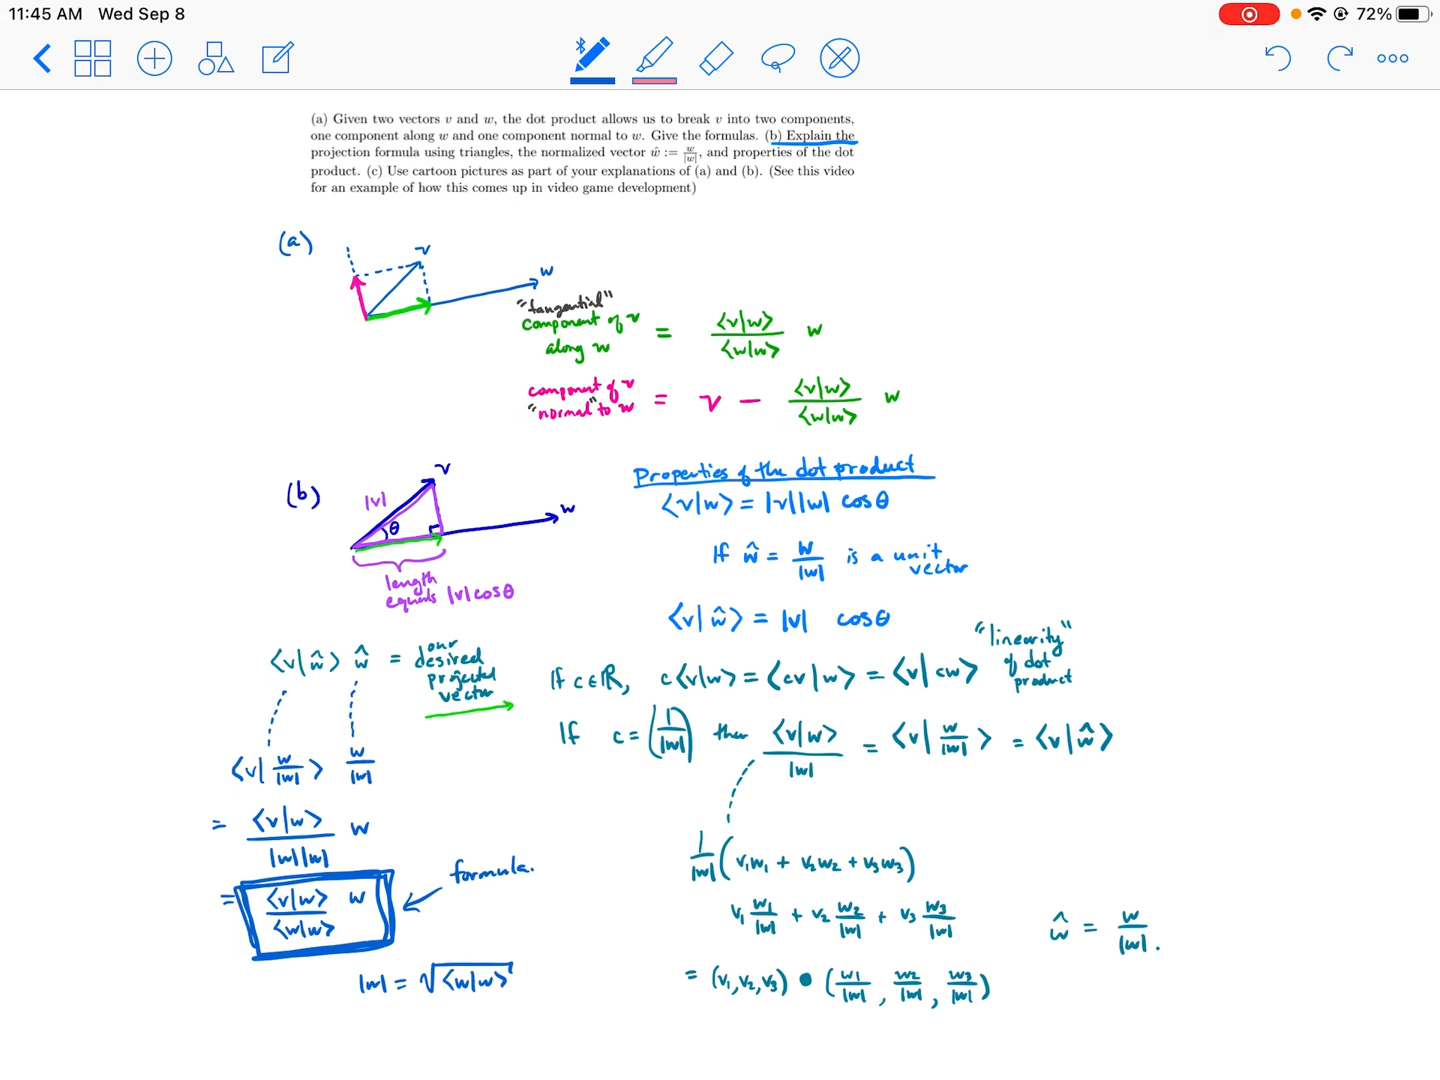 11:45 AM Wed Sep 8
72%
(a) Given two vectors v and w, the dot product allows us to break v into two components,
one component along w and one component normal to w. Give the formulas. (b) Explain the
projection formula using triangles, the normalized vector ŵ := w/|w|, and properties of the dot
product. (c) Use cartoon pictures as part of your explanations of (a) and (b). (See this video
for an example of how this comes up in video game development)
(a)
v
w
"tangential"
component of v
along w
= <v|w>/<w|w> w
component of v
"normal" to w
= v - <v|w>/<w|w> w
(b)
|v|
v
θ
w
length
equals |v|cosθ
Properties of the dot product
<v|w> = |v||w| cosθ
If ŵ = w/|w| is a unit
vector
<v|ŵ> = |v| cosθ
<v|ŵ> ŵ = our
desired
projected
vector
If c∈ℝ, c<v|w> = <cv|w> = <v|cw>
"linearity"
of dot
product
If c = (1/|w|) then <v|w>/|w| = <v|w/|w|> = <v|ŵ>
<v|w/|w|> w/|w|
= <v|w>/|w||w| w
= <v|w>/<w|w> w
formula.
|w| = √<w|w>
1/|w| (v₁w₁ + v₂w₂ + v₃w₃)
v₁ w₁/|w| + v₂ w₂/|w| + v₃ w₃/|w|
= (v₁,v₂,v₃) • (w₁/|w|, w₂/|w|, w₃/|w|)
ŵ = w/|w|.